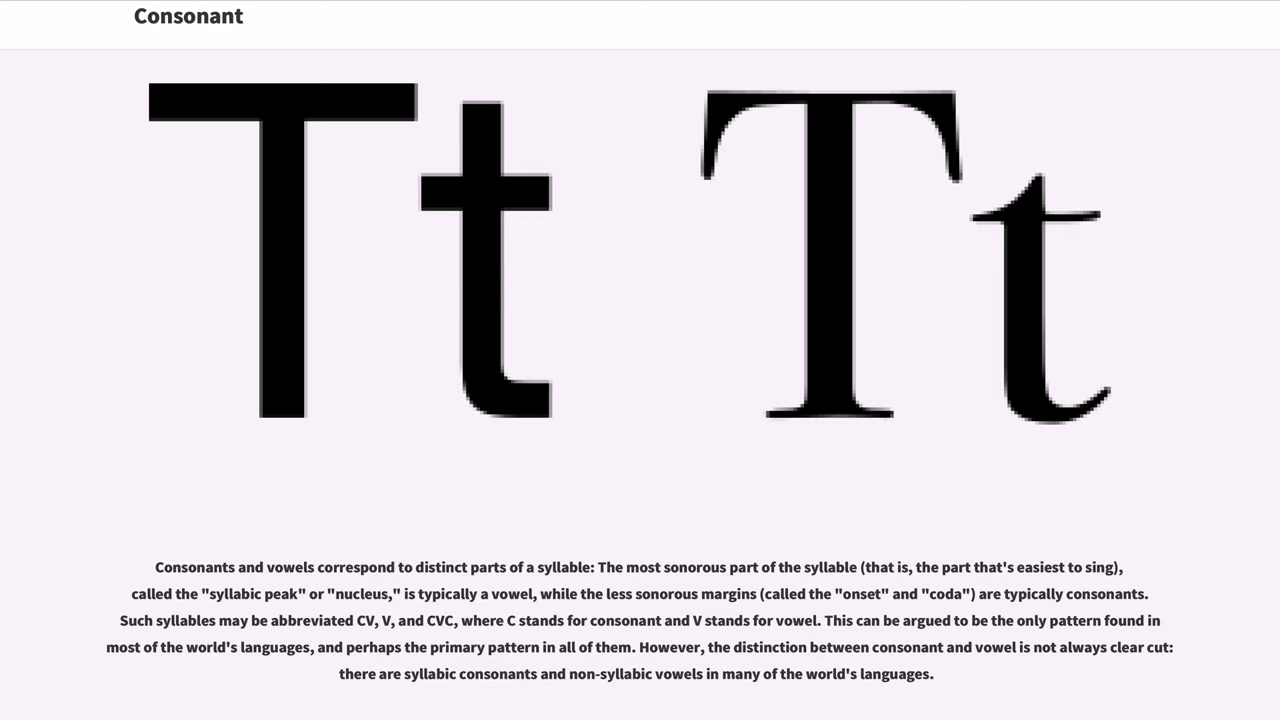 Consonant
Tt Tt
Consonants and vowels correspond to distinct parts of a syllable: The most sonorous part of the syllable (that is, the part that's easiest to sing),
called the "syllabic peak" or "nucleus," is typically a vowel, while the less sonorous margins (called the "onset" and "coda") are typically consonants.
Such syllables may be abbreviated CV, V, and CVC, where C stands for consonant and V stands for vowel. This can be argued to be the only pattern found in
most of the world's languages, and perhaps the primary pattern in all of them. However, the distinction between consonant and vowel is not always clear cut:
there are syllabic consonants and non-syllabic vowels in many of the world's languages.